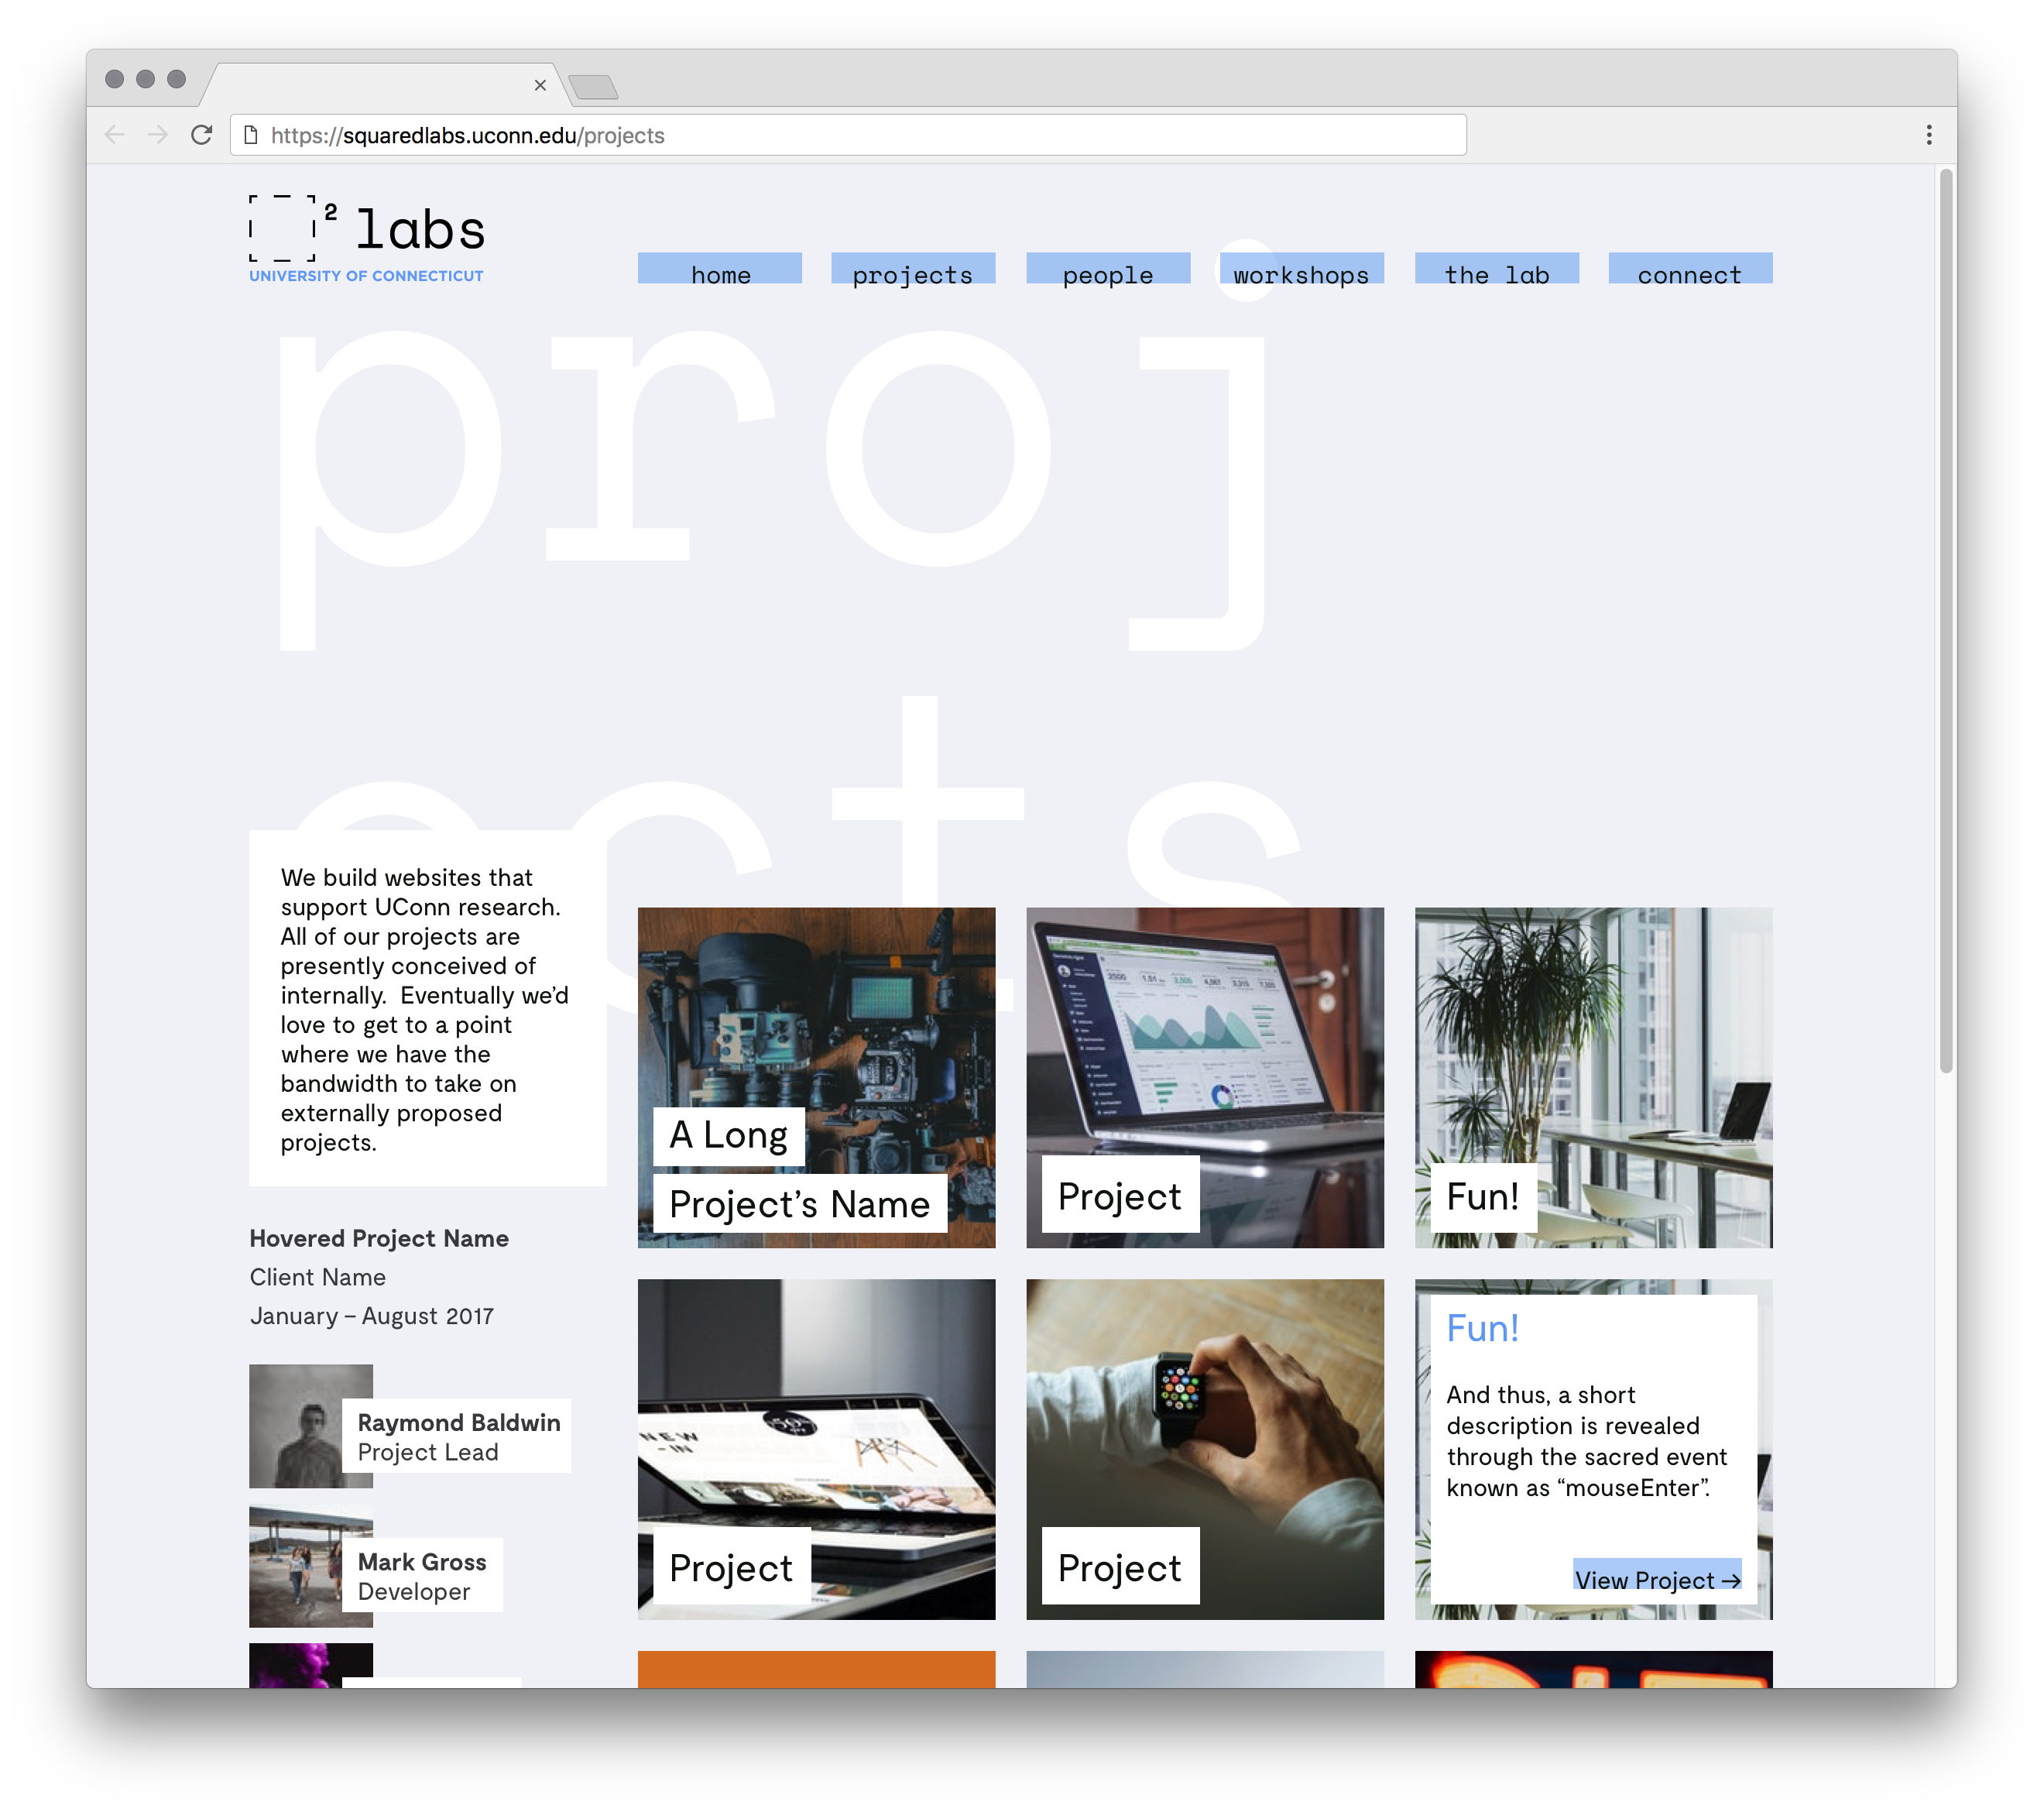 https://squaredlabs.uconn.edu/projects
² labs
UNIVERSITY OF CONNECTICUT
home
projects
people
workshops
the lab
connect
proj
ects
We build websites that
support UConn research.
All of our projects are
presently conceived of
internally.  Eventually we’d
love to get to a point
where we have the
bandwidth to take on
externally proposed
projects.
Hovered Project Name
Client Name
January – August 2017
Raymond Baldwin
Project Lead
Mark Gross
Developer
A Long
Project’s Name
Project
Fun!
NEW
- IN
50%
Project
Project
Fun!
And thus, a short
description is revealed
through the sacred event
known as “mouseEnter”.
View Project →